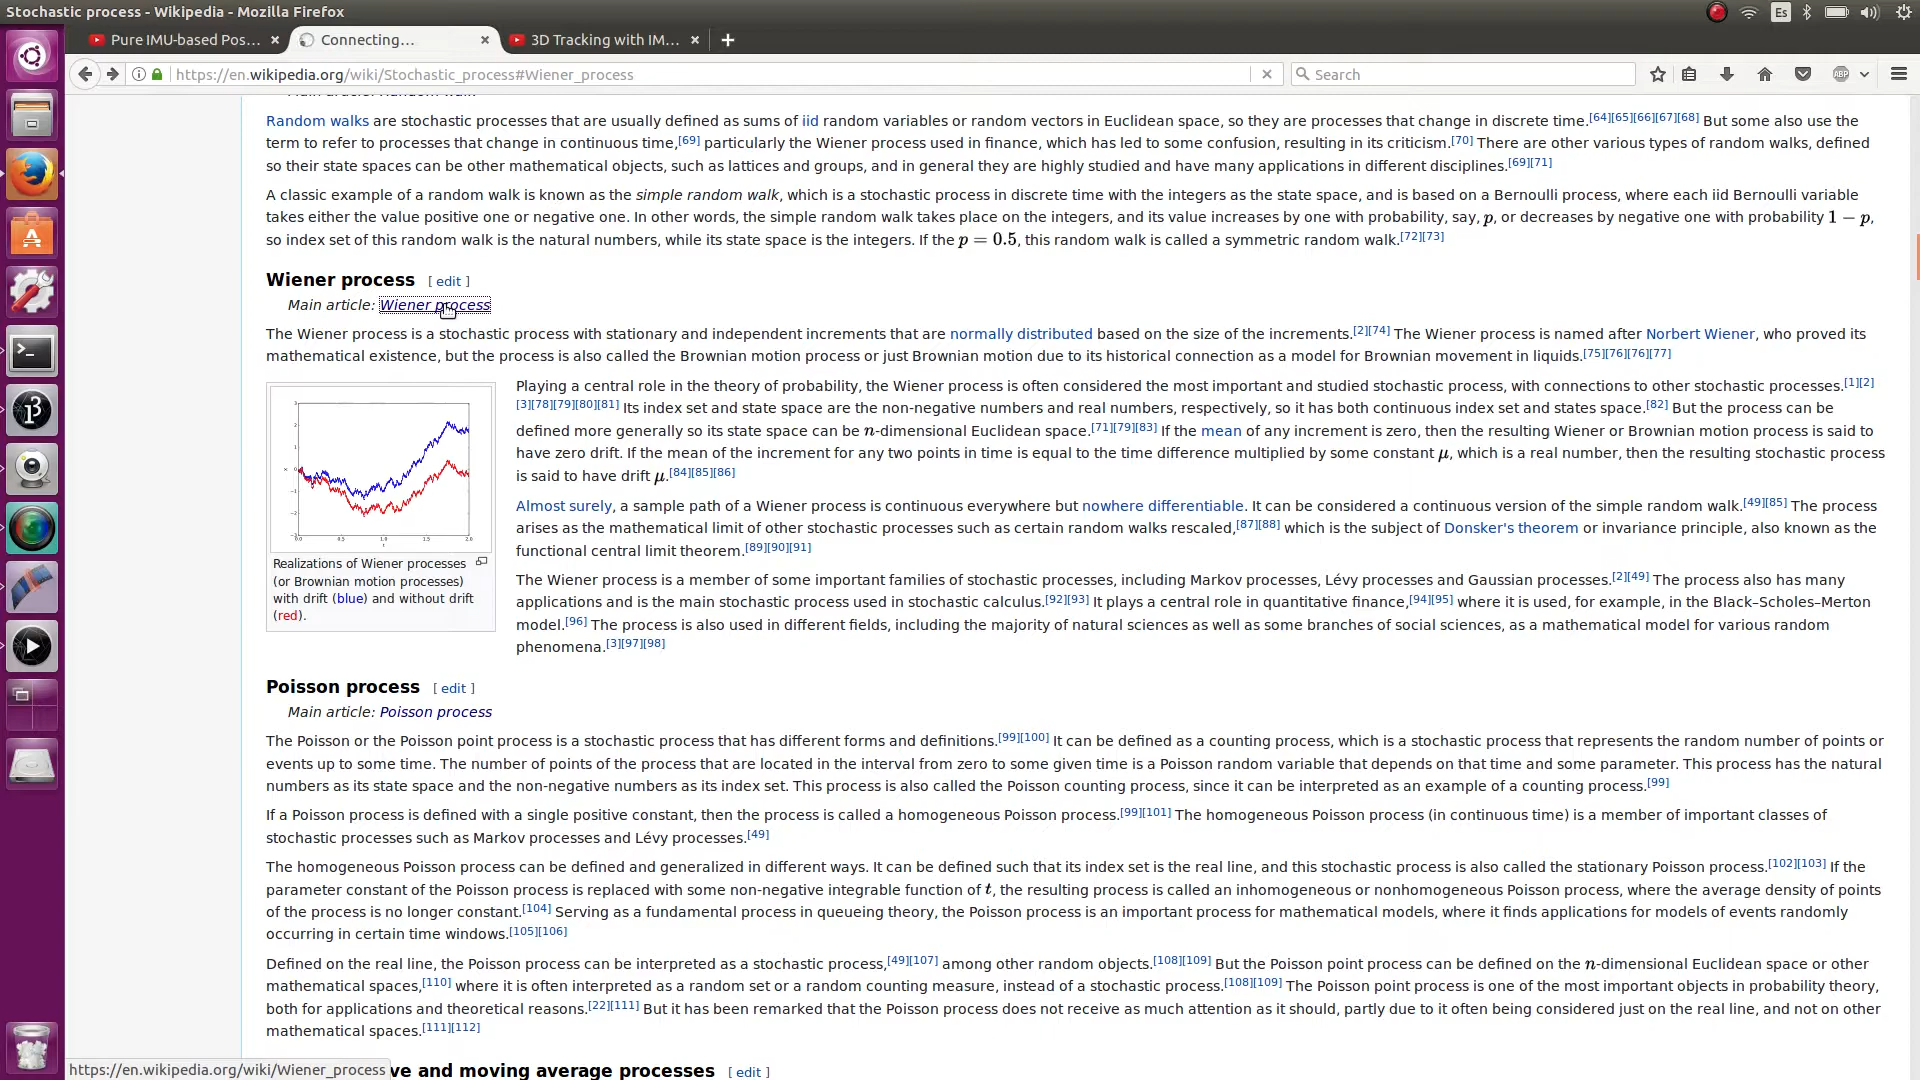 Stochastic process - Wikipedia - Mozilla Firefox
Es
Pure IMU-based Pos...
Connecting...
3D Tracking with IM...
https://en.wikipedia.org/wiki/Stochastic_process#Wiener_process
Search
ABP
Main article: Random walk
Random walks are stochastic processes that are usually defined as sums of iid random variables or random vectors in Euclidean space, so they are processes that change in discrete time.[64][65][66][67][68] But some also use the
term to refer to processes that change in continuous time,[69] particularly the Wiener process used in finance, which has led to some confusion, resulting in its criticism.[70] There are other various types of random walks, defined
so their state spaces can be other mathematical objects, such as lattices and groups, and in general they are highly studied and have many applications in different disciplines.[69][71]
A classic example of a random walk is known as the simple random walk, which is a stochastic process in discrete time with the integers as the state space, and is based on a Bernoulli process, where each iid Bernoulli variable
takes either the value positive one or negative one. In other words, the simple random walk takes place on the integers, and its value increases by one with probability, say, p, or decreases by negative one with probability 1 − p,
so index set of this random walk is the natural numbers, while its state space is the integers. If the p = 0.5, this random walk is called a symmetric random walk.[72][73]
Wiener process [ edit ]
Main article: Wiener process
The Wiener process is a stochastic process with stationary and independent increments that are normally distributed based on the size of the increments.[2][74] The Wiener process is named after Norbert Wiener, who proved its
mathematical existence, but the process is also called the Brownian motion process or just Brownian motion due to its historical connection as a model for Brownian movement in liquids.[75][76][76][77]
Realizations of Wiener processes
(or Brownian motion processes)
with drift (blue) and without drift
(red).
Playing a central role in the theory of probability, the Wiener process is often considered the most important and studied stochastic process, with connections to other stochastic processes.[1][2]
[3][78][79][80][81] Its index set and state space are the non-negative numbers and real numbers, respectively, so it has both continuous index set and states space.[82] But the process can be
defined more generally so its state space can be n-dimensional Euclidean space.[71][79][83] If the mean of any increment is zero, then the resulting Wiener or Brownian motion process is said to
have zero drift. If the mean of the increment for any two points in time is equal to the time difference multiplied by some constant μ, which is a real number, then the resulting stochastic process
is said to have drift μ.[84][85][86]
Almost surely, a sample path of a Wiener process is continuous everywhere but nowhere differentiable. It can be considered a continuous version of the simple random walk.[49][85] The process
arises as the mathematical limit of other stochastic processes such as certain random walks rescaled,[87][88] which is the subject of Donsker's theorem or invariance principle, also known as the
functional central limit theorem.[89][90][91]
The Wiener process is a member of some important families of stochastic processes, including Markov processes, Lévy processes and Gaussian processes.[2][49] The process also has many
applications and is the main stochastic process used in stochastic calculus.[92][93] It plays a central role in quantitative finance,[94][95] where it is used, for example, in the Black–Scholes–Merton
model.[96] The process is also used in different fields, including the majority of natural sciences as well as some branches of social sciences, as a mathematical model for various random
phenomena.[3][97][98]
Poisson process [ edit ]
Main article: Poisson process
The Poisson or the Poisson point process is a stochastic process that has different forms and definitions.[99][100] It can be defined as a counting process, which is a stochastic process that represents the random number of points or
events up to some time. The number of points of the process that are located in the interval from zero to some given time is a Poisson random variable that depends on that time and some parameter. This process has the natural
numbers as its state space and the non-negative numbers as its index set. This process is also called the Poisson counting process, since it can be interpreted as an example of a counting process.[99]
If a Poisson process is defined with a single positive constant, then the process is called a homogeneous Poisson process.[99][101] The homogeneous Poisson process (in continuous time) is a member of important classes of
stochastic processes such as Markov processes and Lévy processes.[49]
The homogeneous Poisson process can be defined and generalized in different ways. It can be defined such that its index set is the real line, and this stochastic process is also called the stationary Poisson process.[102][103] If the
parameter constant of the Poisson process is replaced with some non-negative integrable function of t, the resulting process is called an inhomogeneous or nonhomogeneous Poisson process, where the average density of points
of the process is no longer constant.[104] Serving as a fundamental process in queueing theory, the Poisson process is an important process for mathematical models, where it finds applications for models of events randomly
occurring in certain time windows.[105][106]
Defined on the real line, the Poisson process can be interpreted as a stochastic process,[49][107] among other random objects.[108][109] But the Poisson point process can be defined on the n-dimensional Euclidean space or other
mathematical spaces,[110] where it is often interpreted as a random set or a random counting measure, instead of a stochastic process.[108][109] The Poisson point process is one of the most important objects in probability theory,
both for applications and theoretical reasons.[22][111] But it has been remarked that the Poisson process does not receive as much attention as it should, partly due to it often being considered just on the real line, and not on other
mathematical spaces.[111][112]
https://en.wikipedia.org/wiki/Wiener_process
ve and moving average processes [ edit ]